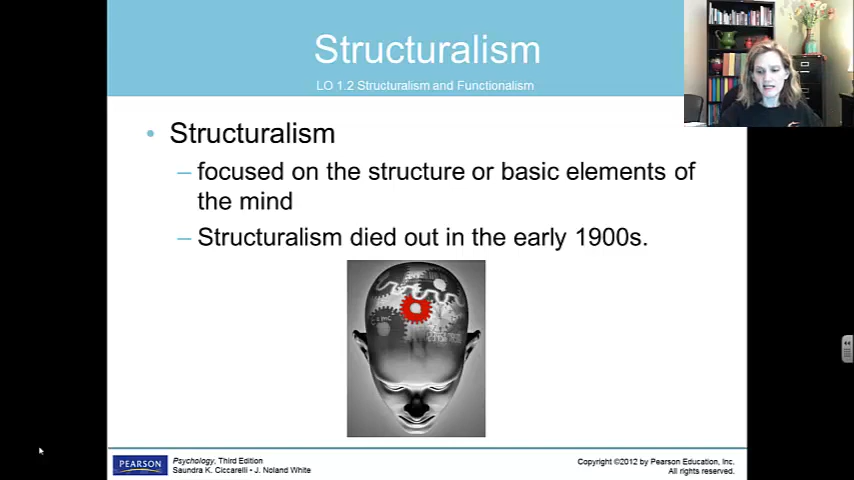 Structuralism
LO 1.2 Structuralism and Functionalism
• Structuralism
– focused on the structure or basic elements of
the mind
– Structuralism died out in the early 1900s.
PEARSON
Psychology, Third Edition
Saundra K. Ciccarelli • J. Noland White
Copyright ©2012 by Pearson Education, Inc.
All rights reserved.